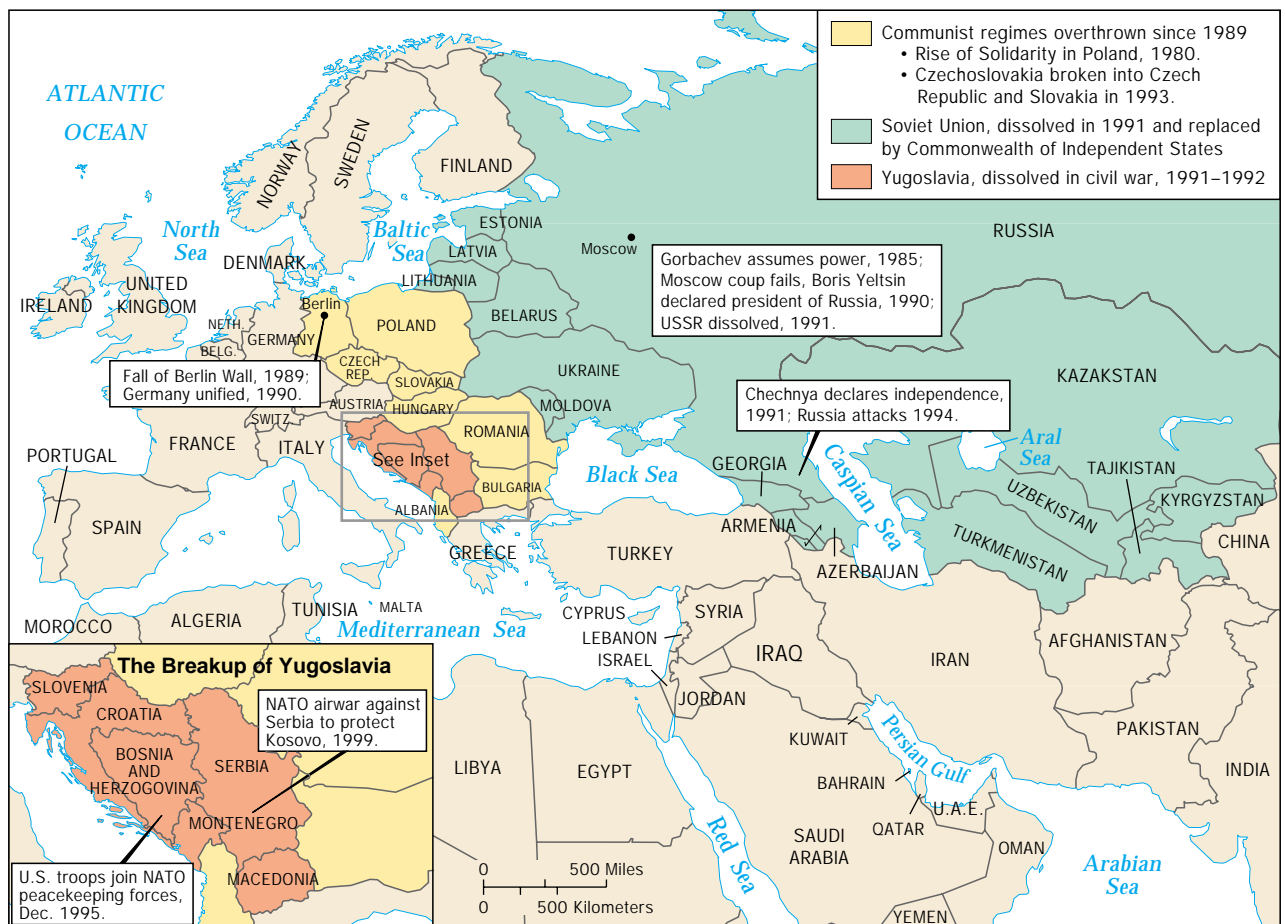 Communist regimes overthrown since 1989
• Rise of Solidarity in Poland, 1980.
• Czechoslovakia broken into Czech
Republic and Slovakia in 1993.
Soviet Union, dissolved in 1991 and replaced
by Commonwealth of Independent States
Yugoslavia, dissolved in civil war, 1991–1992
ATLANTIC
OCEAN
NORWAY
SWEDEN
FINLAND
North
Sea
Baltic
Sea
ESTONIA
LATVIA
LITHUANIA
Moscow
RUSSIA
Gorbachev assumes power, 1985;
Moscow coup fails, Boris Yeltsin
declared president of Russia, 1990;
USSR dissolved, 1991.
DENMARK
UNITED
KINGDOM
IRELAND
NETH.
BELG.
GERMANY
Berlin
POLAND
BELARUS
Fall of Berlin Wall, 1989;
Germany unified, 1990.
CZECH
REP.
SLOVAKIA
UKRAINE
KAZAKSTAN
AUSTRIA
HUNGARY
MOLDOVA
Chechnya declares independence,
1991; Russia attacks 1994.
SWITZ.
FRANCE
ITALY
ROMANIA
See Inset
PORTUGAL
SPAIN
BULGARIA
ALBANIA
GREECE
Black Sea
GEORGIA
ARMENIA
AZERBAIJAN
Caspian Sea
Aral
Sea
TAJIKISTAN
UZBEKISTAN
KYRGYZSTAN
TURKMENISTAN
CHINA
TURKEY
MOROCCO
ALGERIA
TUNISIA
MALTA
Mediterranean Sea
CYPRUS
LEBANON
ISRAEL
SYRIA
JORDAN
IRAQ
IRAN
AFGHANISTAN
PAKISTAN
INDIA
KUWAIT
Persian Gulf
BAHRAIN
QATAR
U.A.E.
OMAN
SAUDI
ARABIA
YEMEN
Red Sea
Arabian
Sea
LIBYA
EGYPT
0 500 Miles
0 500 Kilometers
The Breakup of Yugoslavia
SLOVENIA
CROATIA
BOSNIA
AND
HERZOGOVINA
SERBIA
MONTENEGRO
MACEDONIA
NATO airwar against
Serbia to protect
Kosovo, 1999.
U.S. troops join NATO
peacekeeping forces,
Dec. 1995.